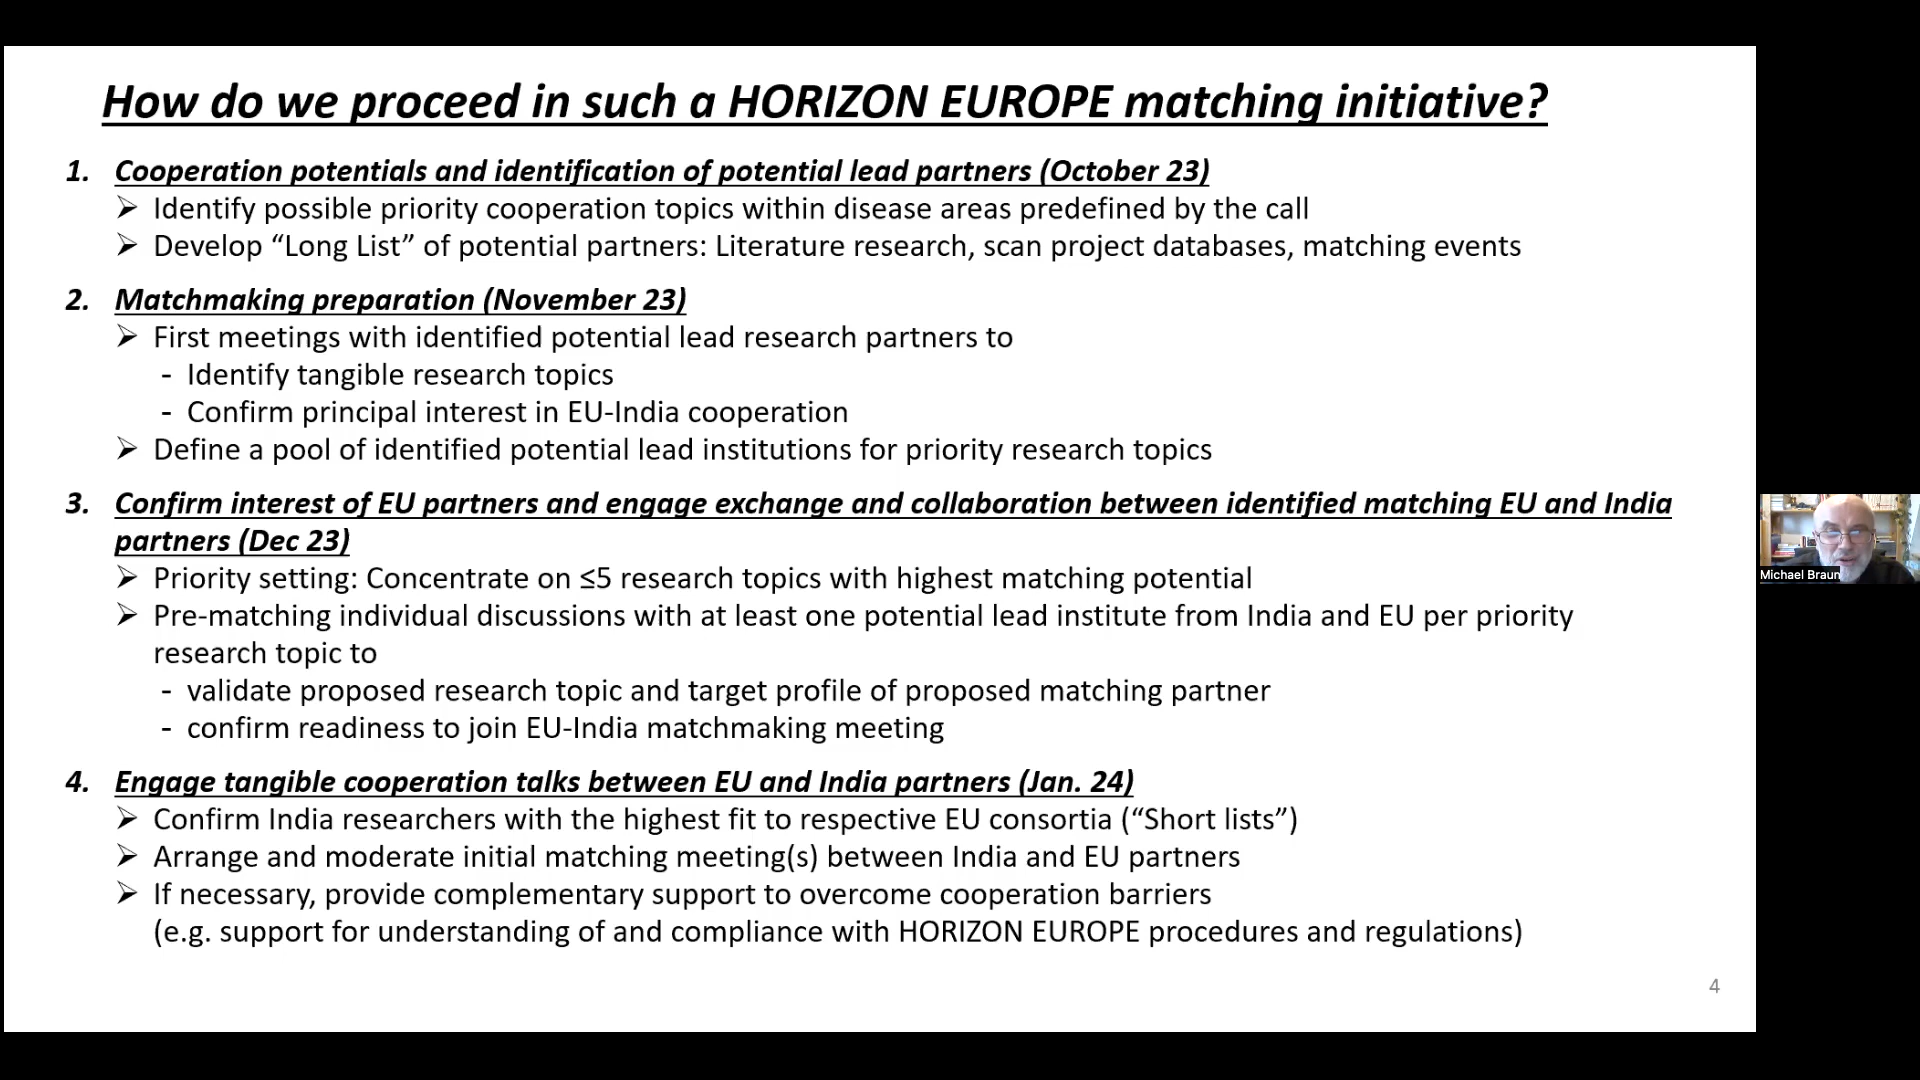 How do we proceed in such a HORIZON EUROPE matching initiative?
1. Cooperation potentials and identification of potential lead partners (October 23)
➢ Identify possible priority cooperation topics within disease areas predefined by the call
➢ Develop “Long List” of potential partners: Literature research, scan project databases, matching events
2. Matchmaking preparation (November 23)
➢ First meetings with identified potential lead research partners to
- Identify tangible research topics
- Confirm principal interest in EU-India cooperation
➢ Define a pool of identified potential lead institutions for priority research topics
3. Confirm interest of EU partners and engage exchange and collaboration between identified matching EU and India
partners (Dec 23)
➢ Priority setting: Concentrate on ≤5 research topics with highest matching potential
➢ Pre-matching individual discussions with at least one potential lead institute from India and EU per priority
research topic to
- validate proposed research topic and target profile of proposed matching partner
- confirm readiness to join EU-India matchmaking meeting
4. Engage tangible cooperation talks between EU and India partners (Jan. 24)
➢ Confirm India researchers with the highest fit to respective EU consortia (“Short lists”)
➢ Arrange and moderate initial matching meeting(s) between India and EU partners
➢ If necessary, provide complementary support to overcome cooperation barriers
(e.g. support for understanding of and compliance with HORIZON EUROPE procedures and regulations)
4
Michael Braun